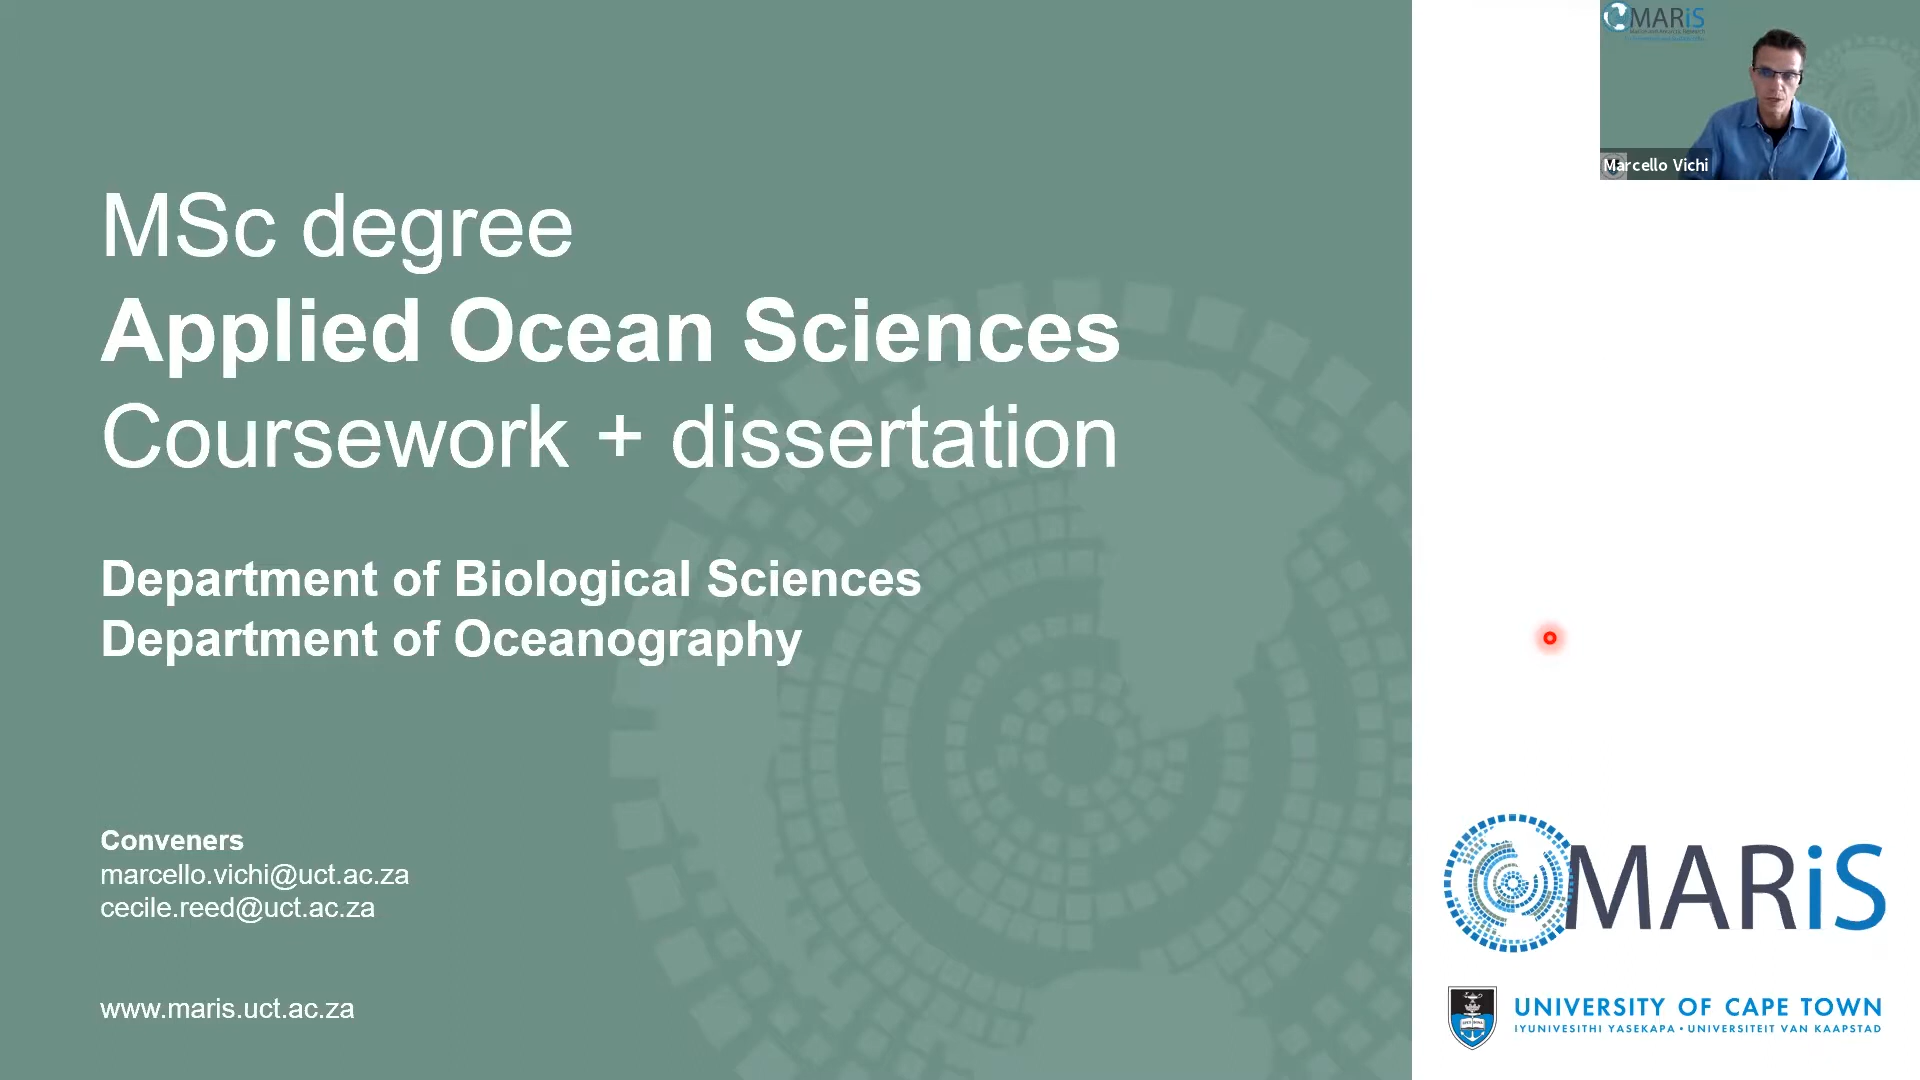 MSc degree
Applied Ocean Sciences
Coursework + dissertation
Department of Biological Sciences
Department of Oceanography
Conveners
marcello.vichi@uct.ac.za
cecile.reed@uct.ac.za
www.maris.uct.ac.za
MARiS
Marcello Vichi
MARiS
UNIVERSITY OF CAPE TOWN
IYUNIVESITHI YASEKAPA • UNIVERSITEIT VAN KAAPSTAD